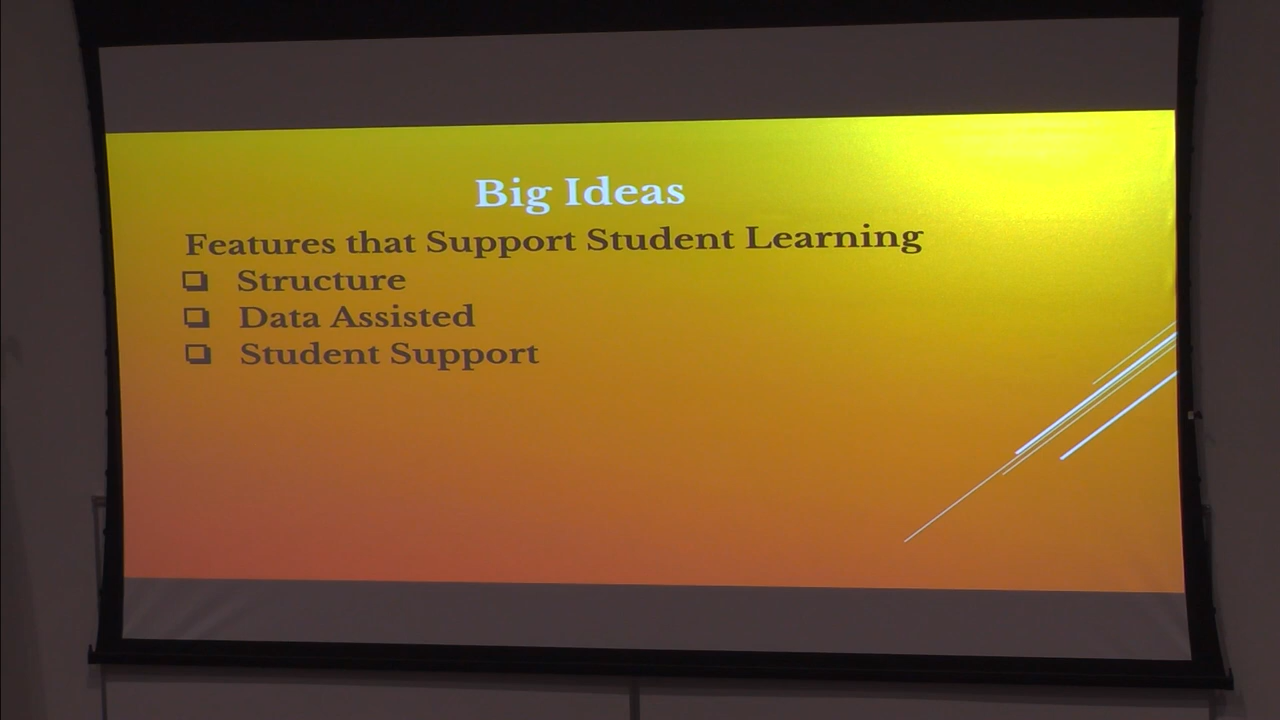 Big Ideas
Features that Support Student Learning
❑ Structure
❑ Data Assisted
❑ Student Support